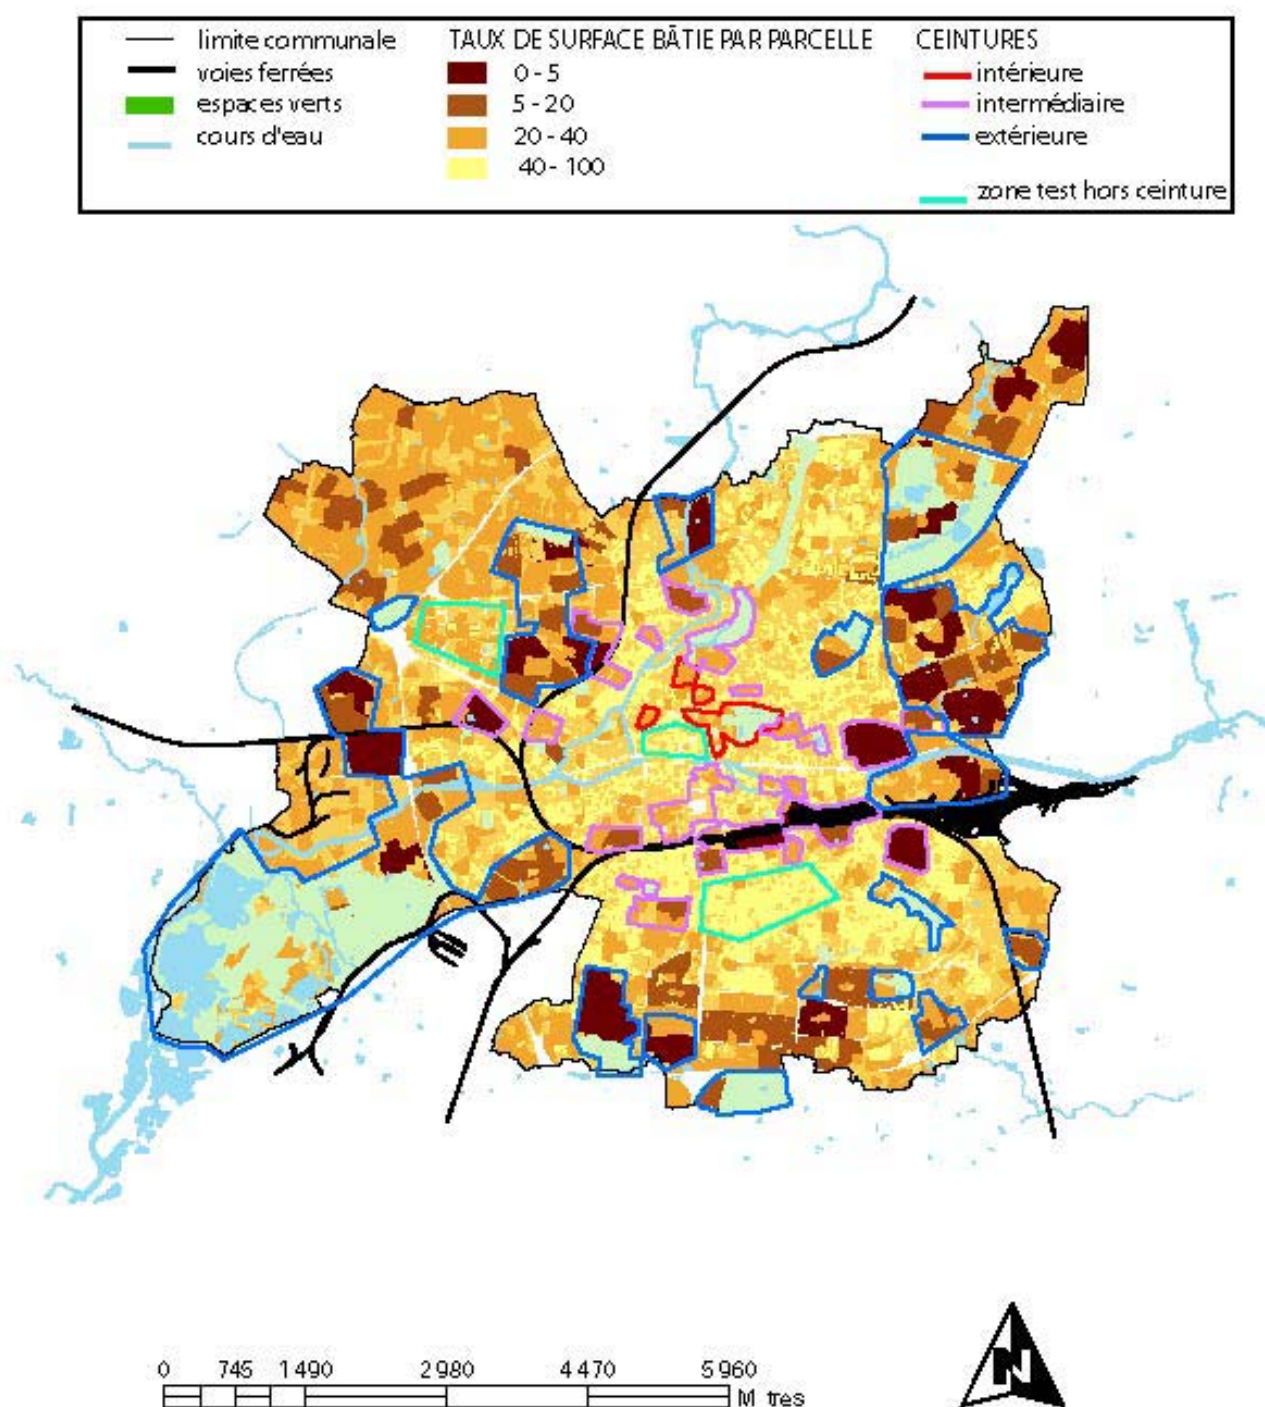 limite communale
voies ferrées
espaces verts
cours d'eau
TAUX DE SURFACE BÂTIE PAR PARCELLE
0 - 5
5 - 20
20 - 40
40 - 100
CEINTURES
intérieure
intermédiaire
extérieure
zone test hors ceinture
0 745 1 490 2 980 4 470 5 960
M tres
N